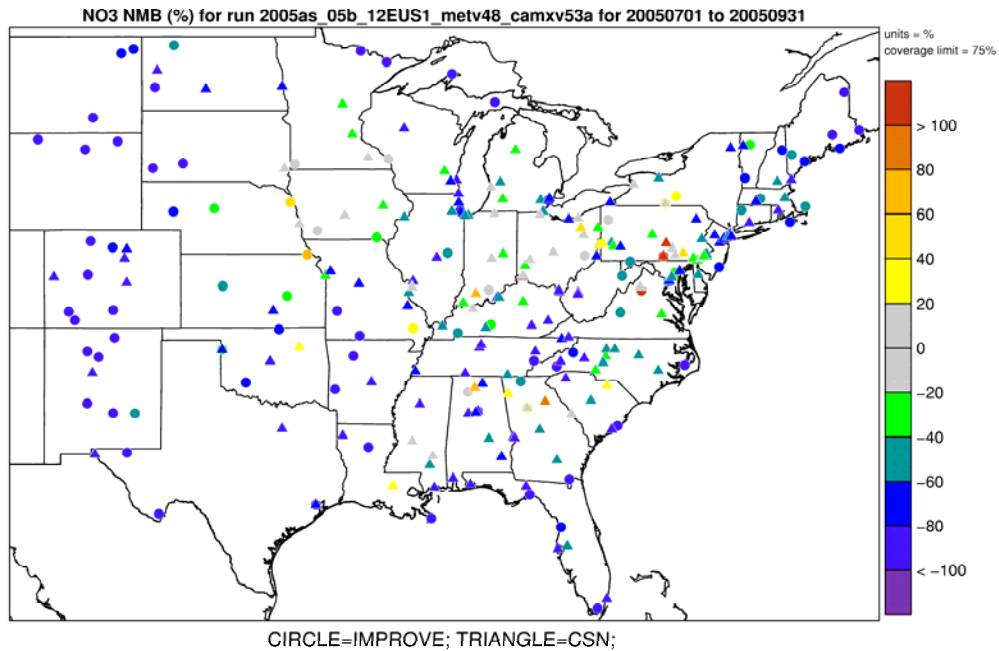 NO3 NMB (%) for run 2005as_05b_12EUS1_metv48_camxv53a for 20050701 to 20050931
units = %
coverage limit = 75%
> 100
80
60
40
20
0
−20
−40
−60
−80
< −100
CIRCLE=IMPROVE; TRIANGLE=CSN;